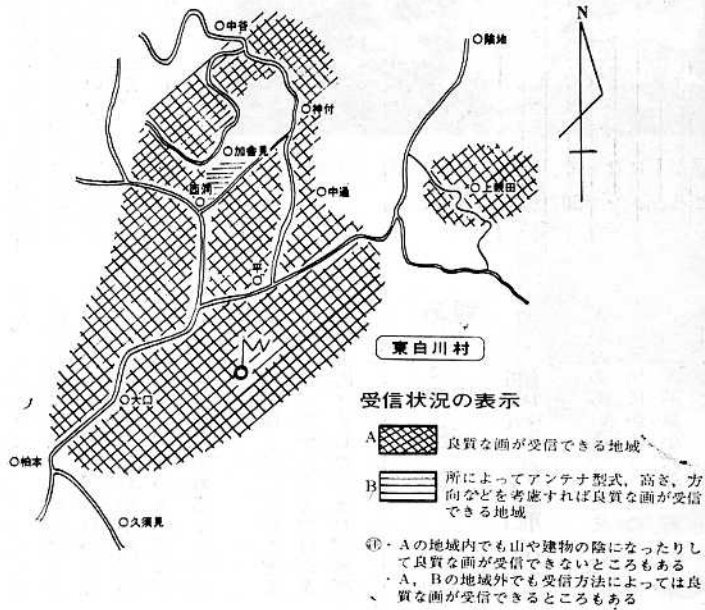 中谷
陰地
N
神付
加舎見
西洞
中通
上親田
平
東白川村
大口
柏本
久須見
受信状況の表示
A 良質な画が受信できる地域
B 所によってアンテナ型式，高さ，方
向などを考慮すれば良質な画が受信
できる地域
注・Aの地域内でも山や建物の陰になったりし
て良質な画が受信できないところもある
・A，Bの地域外でも受信方法によっては良
質な画が受信できるところもある